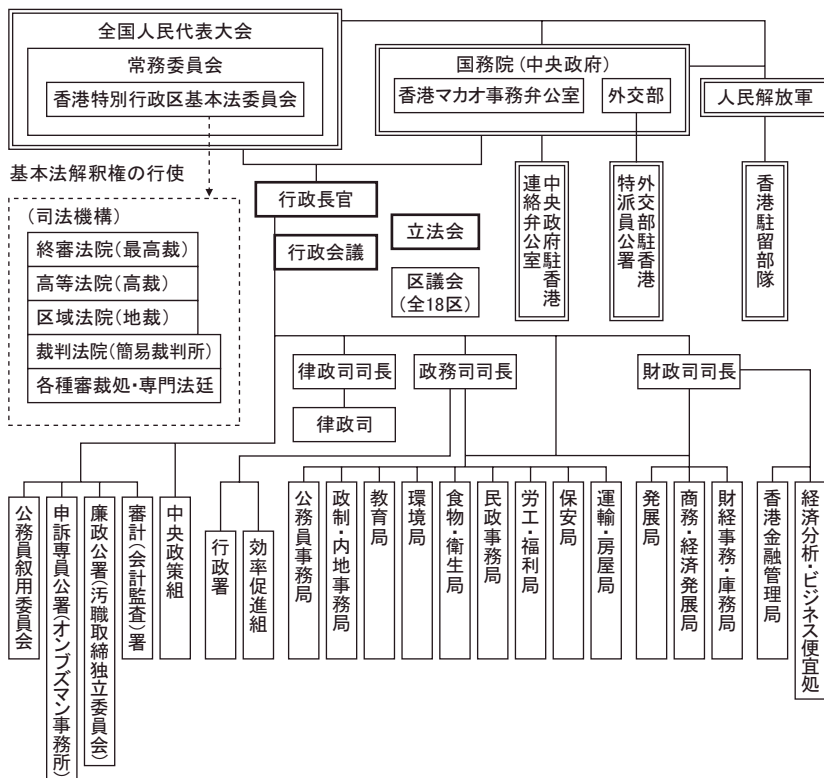 全国人民代表大会
常務委員会
香港特別行政区基本法委員会
国務院(中央政府)
香港マカオ事務弁公室
外交部
人民解放軍
基本法解釈権の行使
行政長官
行政会議
立法会
区議会
(全18区)
中央政府駐香港
連絡弁公室
外交部駐香港
特派員公署
香港駐留部隊
(司法機構)
終審法院(最高裁)
高等法院(高裁)
区域法院(地裁)
裁判法院(簡易裁判所)
各種審裁処・専門法廷
律政司司長
政務司司長
財政司司長
律政司
公務員叙用委員会
申訴専員公署(オンブズマン事務所)
廉政公署(汚職取締独立委員会)
審計(会計監査)署
中央政策組
行政署
効率促進組
公務員事務局
政制・内地事務局
教育局
環境局
食物・衛生局
民政事務局
労工・福利局
保安局
運輸・房屋局
発展局
商務・経済発展局
財経事務・庫務局
香港金融管理局
経済分析・ビジネス便宜処